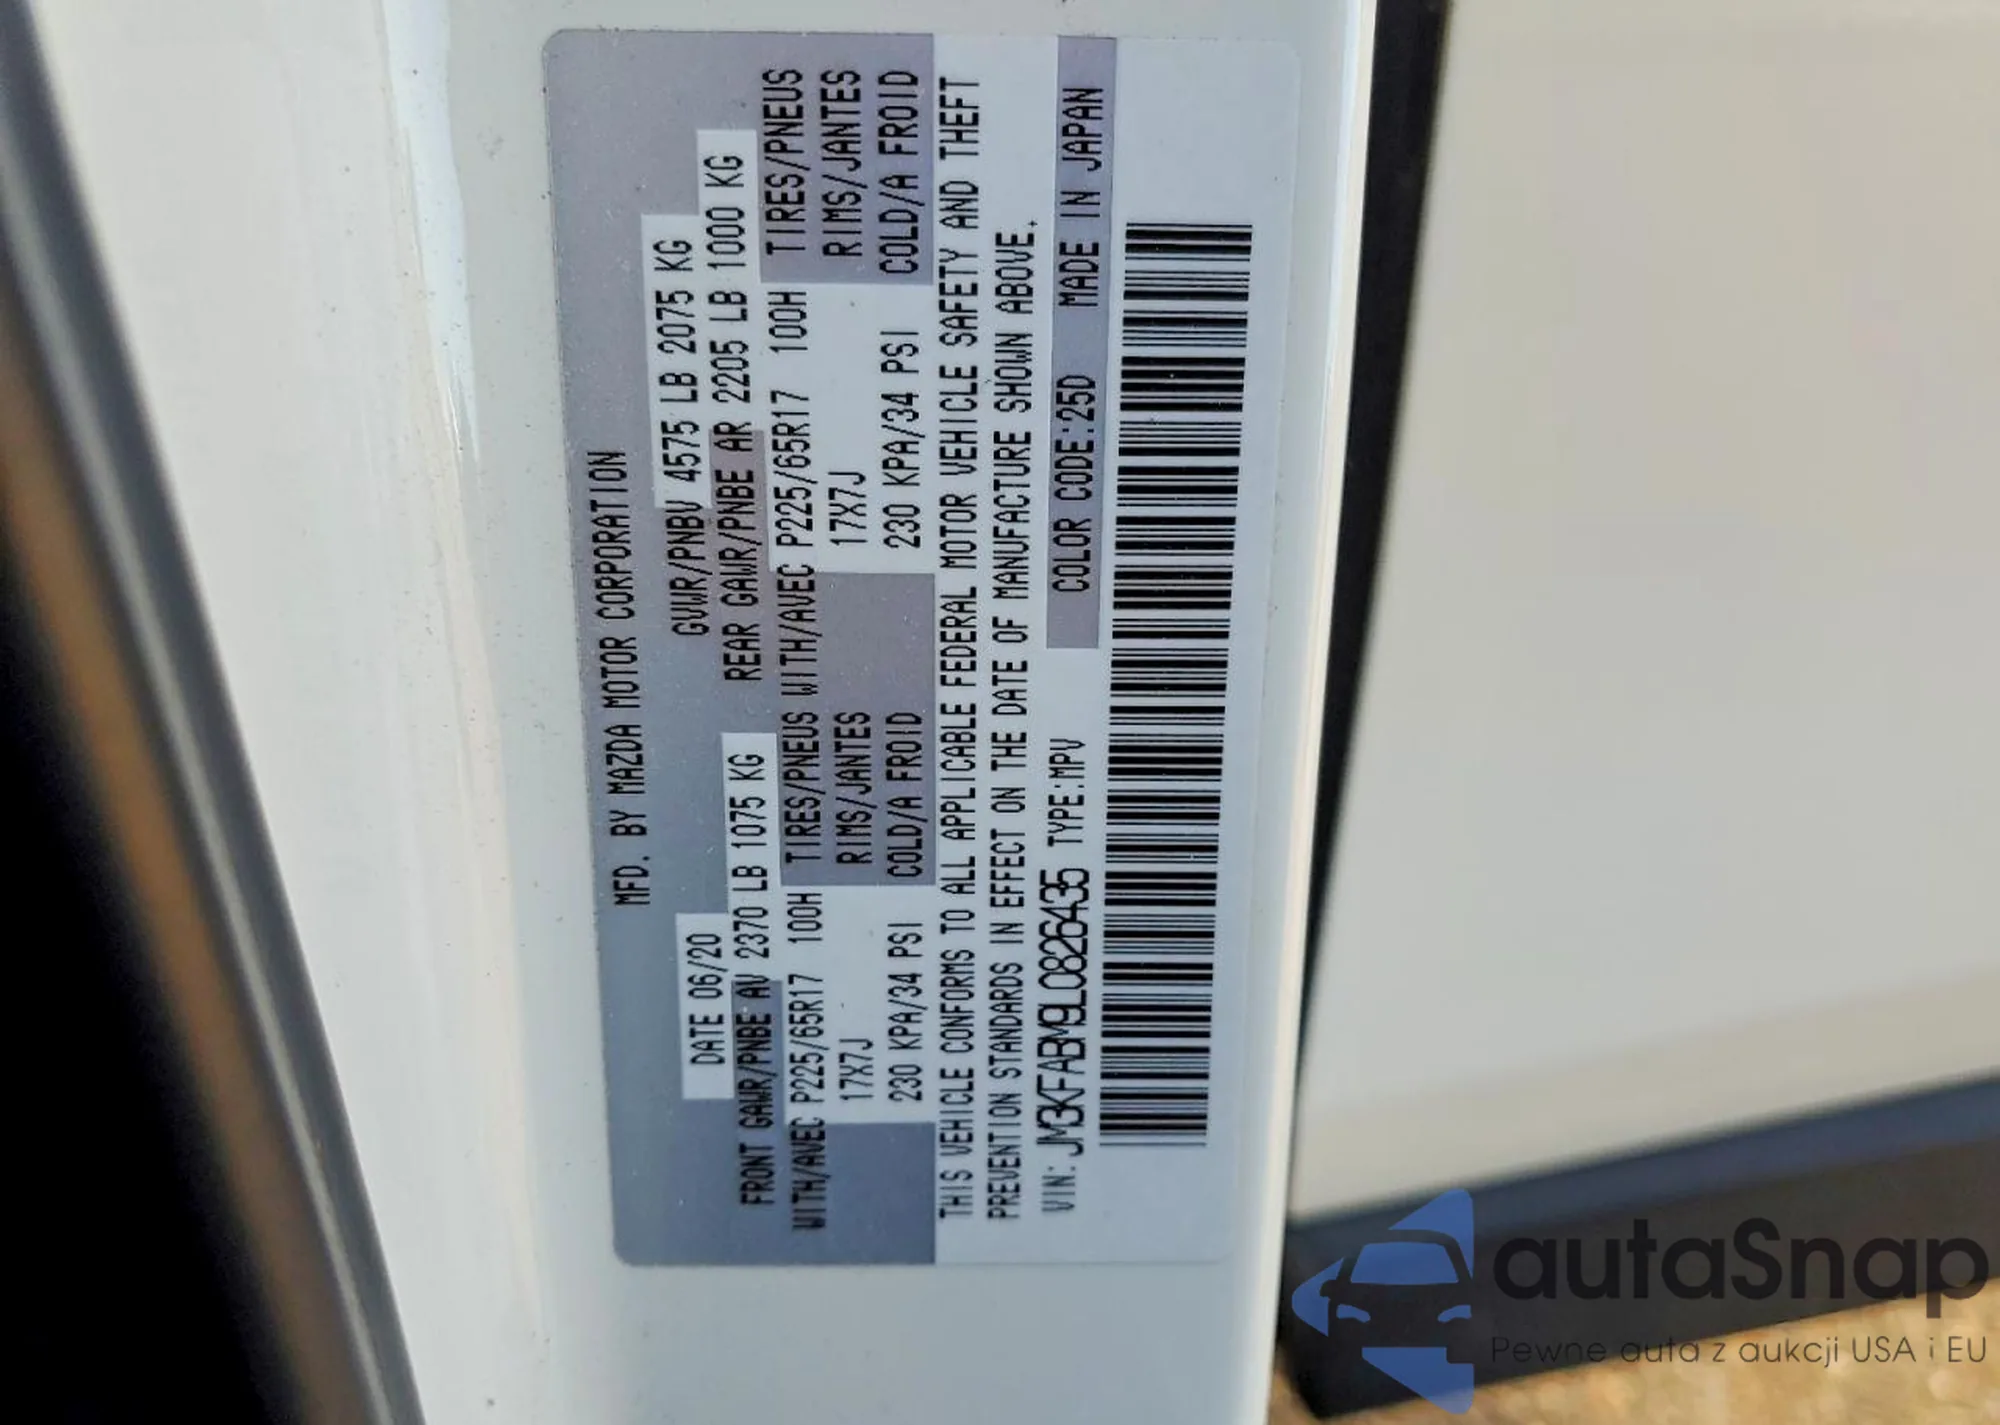 MFD. BY MAZDA MOTOR CORPORATION
DATE 06/20 GVWR/PNBV 4575 LB 2075 KG
FRONT GAWR/PNBE AV 2370 LB 1075 KG REAR GAWR/PNBE AR 2205 LB 1000 KG
WITH/AVEC P225/65R17 100H TIRES/PNEUS WITH/AVEC P225/65R17 100H TIRES/PNEUS
17X7J RIMS/JANTES 17X7J RIMS/JANTES
230 KPA/34 PSI COLD/A FROID 230 KPA/34 PSI COLD/A FROID
THIS VEHICLE CONFORMS TO ALL APPLICABLE FEDERAL MOTOR VEHICLE SAFETY AND THEFT
PREVENTION STANDARDS IN EFFECT ON THE DATE OF MANUFACTURE SHOWN ABOVE.
VIN: JM3KFABM9L0826435 TYPE:MPV COLOR CODE:25D MADE IN JAPAN
autaSnap
Pewne auta z aukcji USA i EU